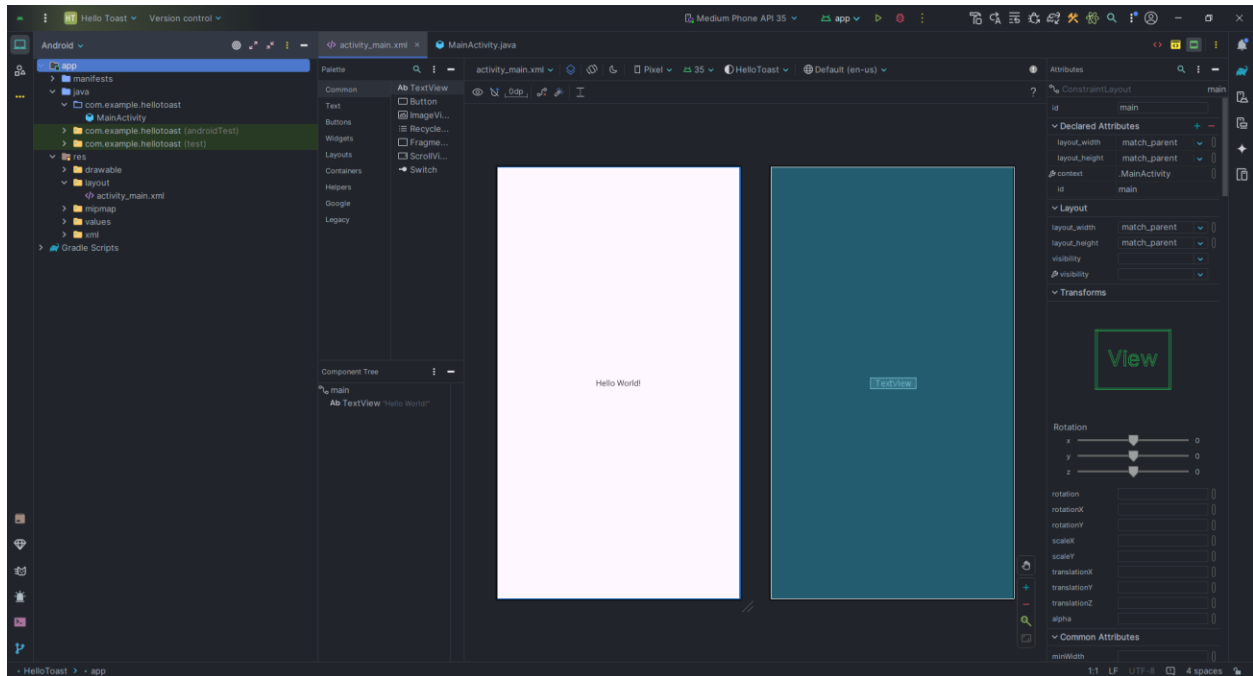 HT Hello Toast Version control Medium Phone API 35 app
Android
app
manifests
java
com.example.hellotoast
MainActivity
com.example.hellotoast (androidTest)
com.example.hellotoast (test)
res
drawable
layout
activity_main.xml
mipmap
values
xml
Gradle Scripts
activity_main.xml MainActivity.java
Palette
Common
Text
Buttons
Widgets
Layouts
Containers
Helpers
Google
Legacy
Ab TextView
Button
ImageVi...
Recycle...
Fragme...
ScrollVi...
Switch
Component Tree
main
Ab TextView "Hello World!"
activity_main.xml Pixel 35 HelloToast Default (en-us)
0dp
?
Hello World!
TextView
Attributes
ConstraintLayout main
id main
Declared Attributes
layout_width match_parent
layout_height match_parent
context .MainActivity
id main
Layout
layout_width match_parent
layout_height match_parent
visibility
visibility
Transforms
View
Rotation
x 0
y 0
z 0
rotation
rotationX
rotationY
scaleX
scaleY
translationX
translationY
translationZ
alpha
Common Attributes
minWidth
HelloToast > app 1:1 LF UTF-8 4 spaces